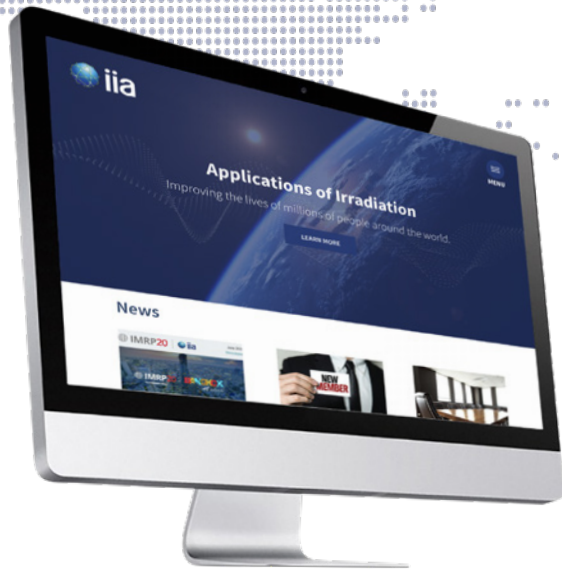 iia
MENU
Applications of Irradiation
Improving the lives of millions of people around the world.
LEARN MORE
News
IMRP20 iia
NEW
MEMBER